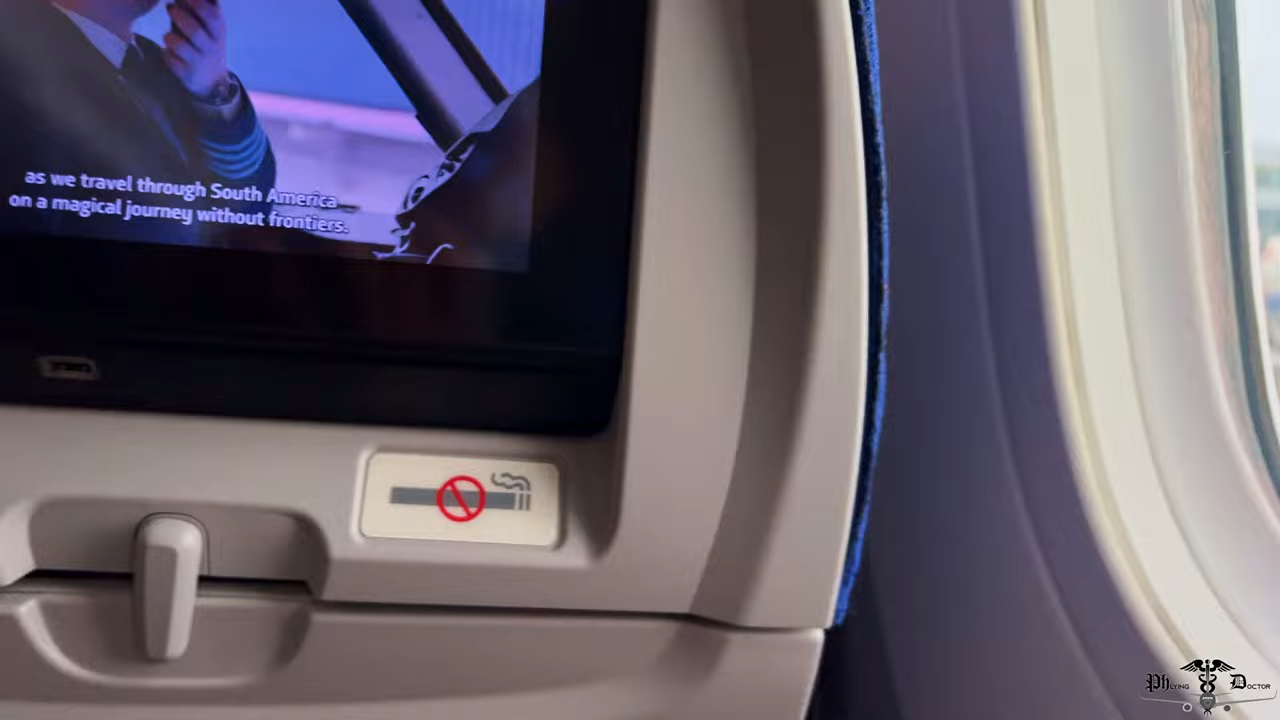 as we travel through South America
on a magical journey without frontiers.
Phlying Doctor